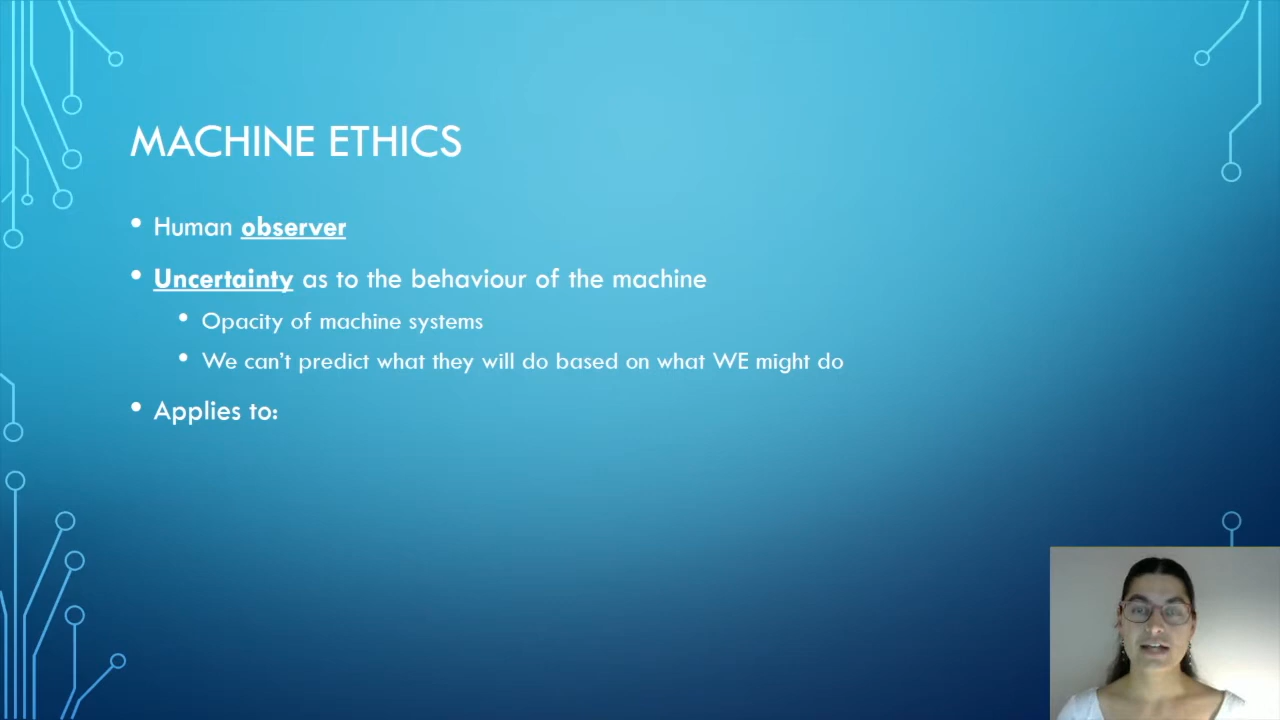 MACHINE ETHICS
• Human observer
• Uncertainty as to the behaviour of the machine
• Opacity of machine systems
• We can't predict what they will do based on what WE might do
• Applies to: